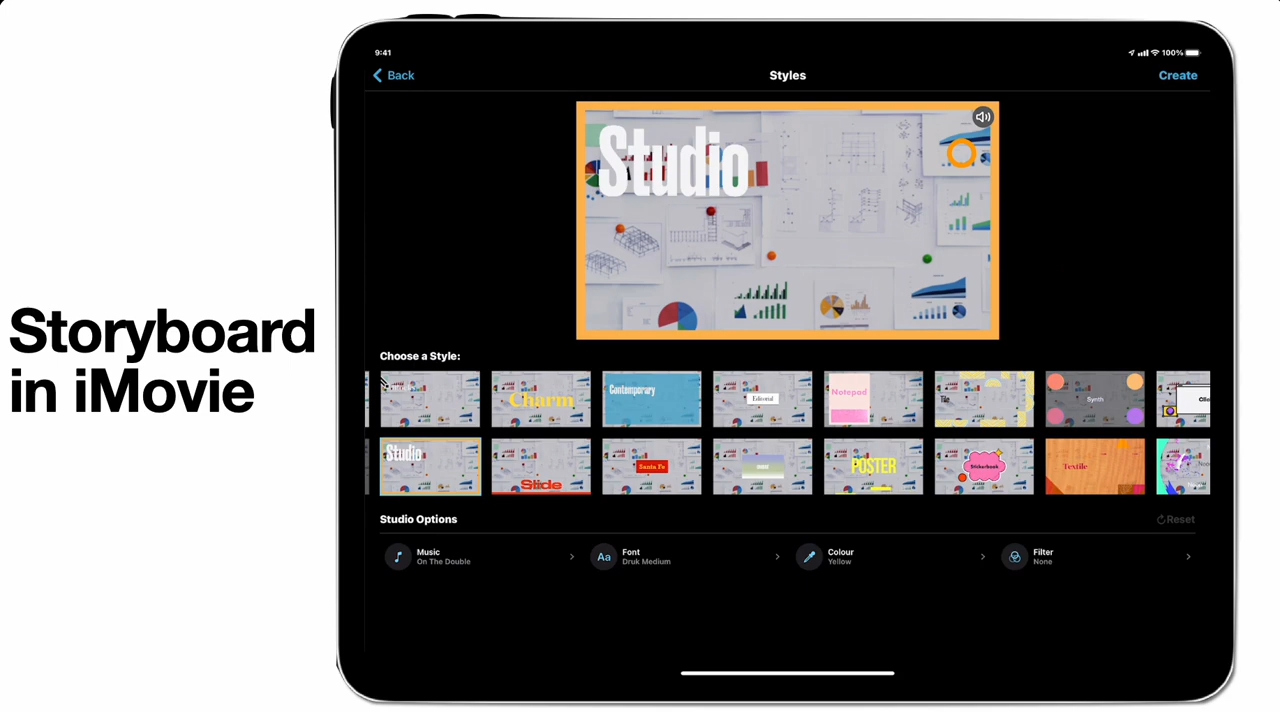 Storyboard
in iMovie
9:41
100%
Back
Styles
Create
Studio
Choose a Style:
Charm
Contemporary
Editorial
Notepad
Tile
Synth
Studio
Slide
Santa Fe
POSTER
Stickerbook
Textile
Studio Options
Reset
Music
On The Double
Aa
Font
Druk Medium
Colour
Yellow
Filter
None